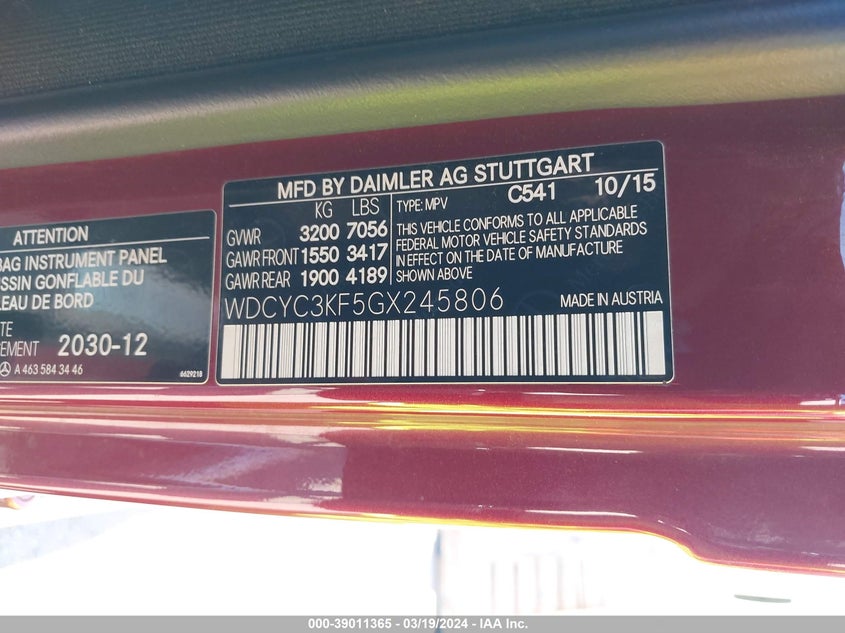 ATTENTION
BAG INSTRUMENT PANEL
USSIN GONFLABLE DU
LEAU DE BORD
2030-12
A 463 584 34 46
6629218
MFD BY DAIMLER AG STUTTGART
KG LBS
GVWR 3200 7056
GAWR FRONT 1550 3417
GAWR REAR 1900 4189
TYPE: MPV C541 10/15
THIS VEHICLE CONFORMS TO ALL APPLICABLE
FEDERAL MOTOR VEHICLE SAFETY STANDARDS
IN EFFECT ON THE DATE OF MANUFACTURE
SHOWN ABOVE
WDCYC3KF5GX245806 MADE IN AUSTRIA
000-39011365 - 03/19/2024 - IAA Inc.